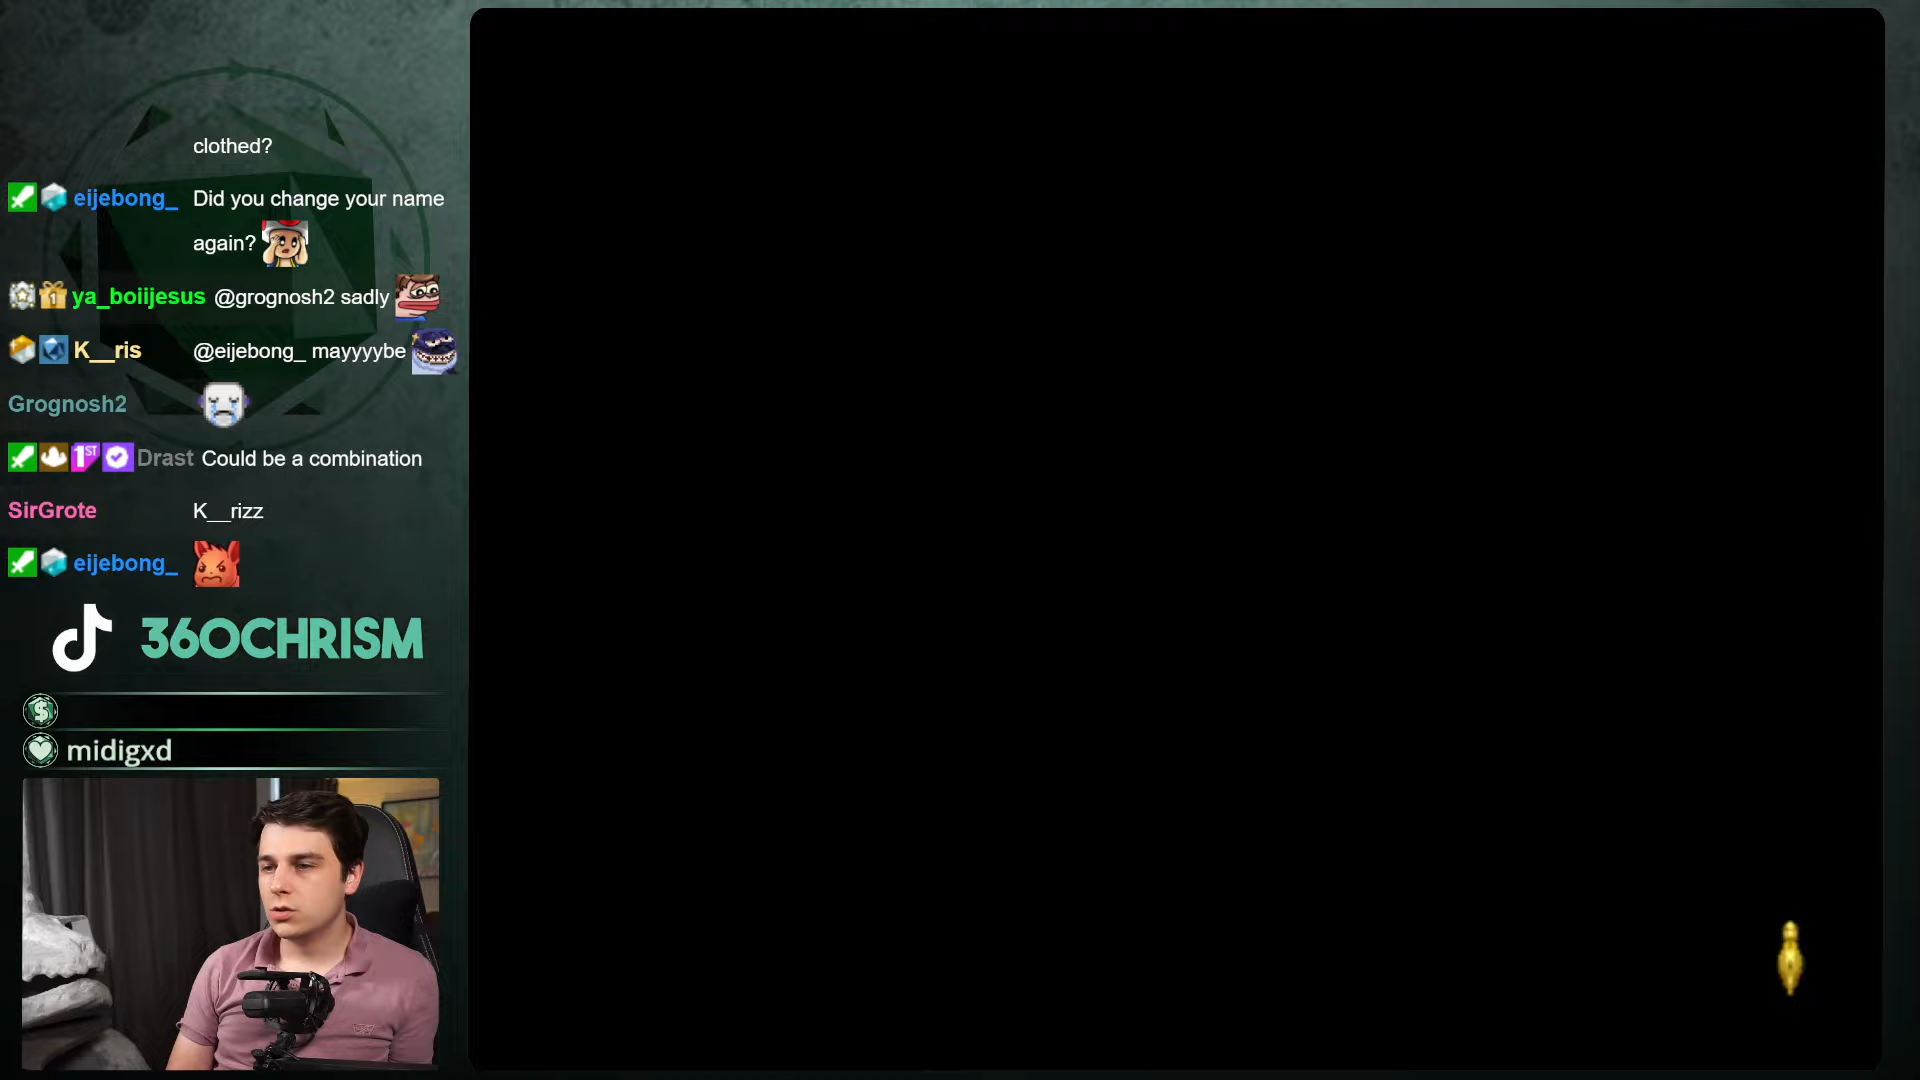 clothed?
eijebong_ Did you change your name
again?
ya_boiijesus @grognosh2 sadly
K__ris @eijebong_ mayyyybe
Grognosh2
1ST Drast Could be a combination
SirGrote K__rizz
eijebong_
360CHRISM
midigxd